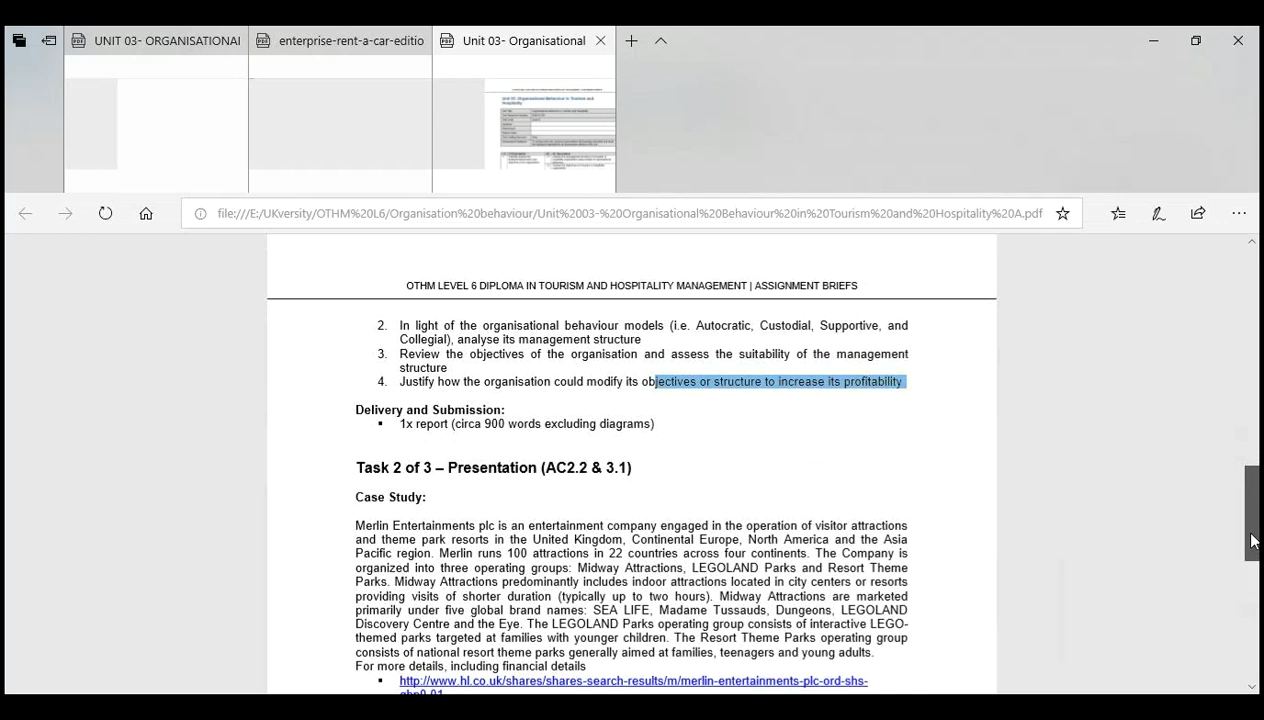 UNIT 03- ORGANISATIONAL
enterprise-rent-a-car-editio
Unit 03- Organisational
file:///E:/UKversity/OTHM%20L6/Organisation%20behaviour/Unit%2003-%20Organisational%20Behaviour%20in%20Tourism%20and%20Hospitality%20A.pdf
OTHM LEVEL 6 DIPLOMA IN TOURISM AND HOSPITALITY MANAGEMENT | ASSIGNMENT BRIEFS
2. In light of the organisational behaviour models (i.e. Autocratic, Custodial, Supportive, and
Collegial), analyse its management structure
3. Review the objectives of the organisation and assess the suitability of the management
structure
4. Justify how the organisation could modify its objectives or structure to increase its profitability
Delivery and Submission:
▪ 1x report (circa 900 words excluding diagrams)
Task 2 of 3 – Presentation (AC2.2 & 3.1)
Case Study:
Merlin Entertainments plc is an entertainment company engaged in the operation of visitor attractions
and theme park resorts in the United Kingdom, Continental Europe, North America and the Asia
Pacific region. Merlin runs 100 attractions in 22 countries across four continents. The Company is
organized into three operating groups: Midway Attractions, LEGOLAND Parks and Resort Theme
Parks. Midway Attractions predominantly includes indoor attractions located in city centers or resorts
providing visits of shorter duration (typically up to two hours). Midway Attractions are marketed
primarily under five global brand names: SEA LIFE, Madame Tussauds, Dungeons, LEGOLAND
Discovery Centre and the Eye. The LEGOLAND Parks operating group consists of interactive LEGO-
themed parks targeted at families with younger children. The Resort Theme Parks operating group
consists of national resort theme parks generally aimed at families, teenagers and young adults.
For more details, including financial details
▪ http://www.hl.co.uk/shares/shares-search-results/m/merlin-entertainments-plc-ord-shs-